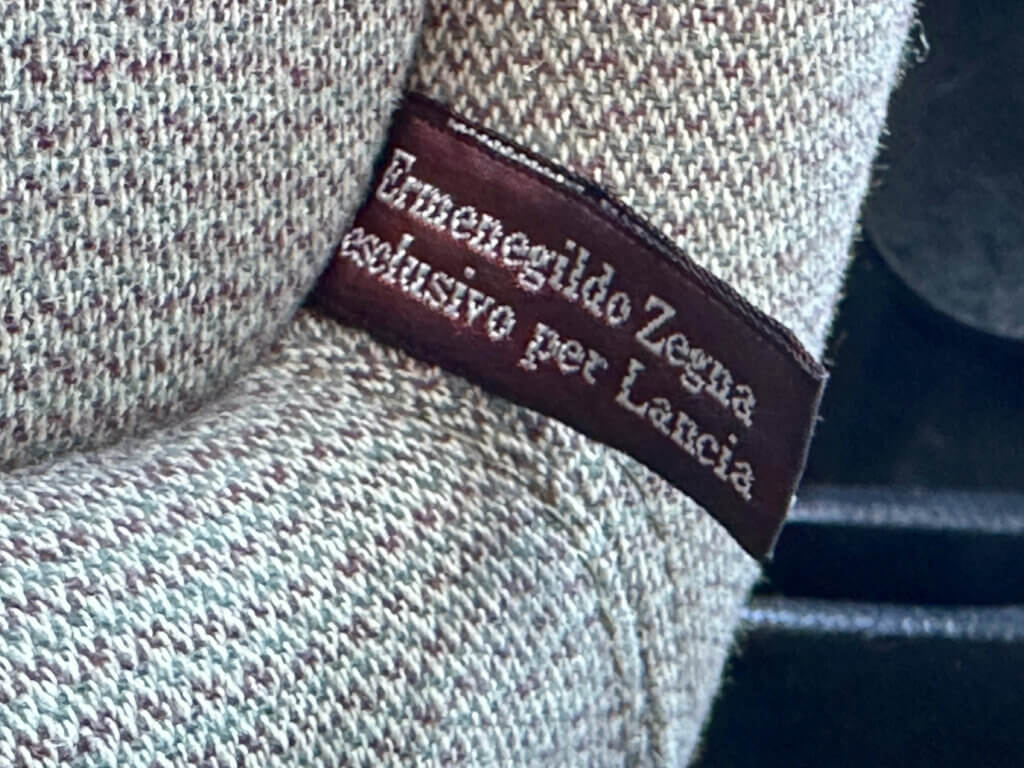 Ermenegildo Zegna
esclusivo per Lancia